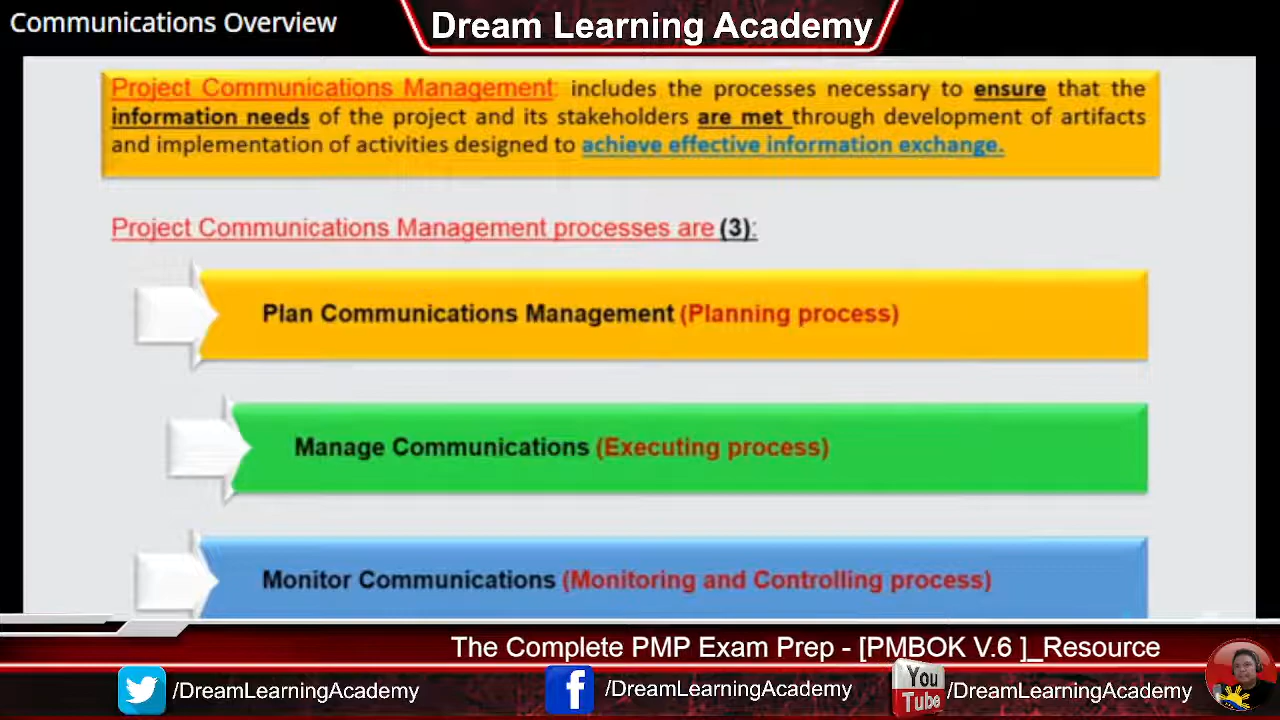 Communications Overview
Dream Learning Academy
Project Communications Management: includes the processes necessary to ensure that the
information needs of the project and its stakeholders are met through development of artifacts
and implementation of activities designed to achieve effective information exchange.
Project Communications Management processes are (3):
Plan Communications Management (Planning process)
Manage Communications (Executing process)
Monitor Communications (Monitoring and Controlling process)
The Complete PMP Exam Prep - [PMBOK V.6 ]_Resource
/DreamLearningAcademy
f /DreamLearningAcademy
You
Tube /DreamLearningAcademy